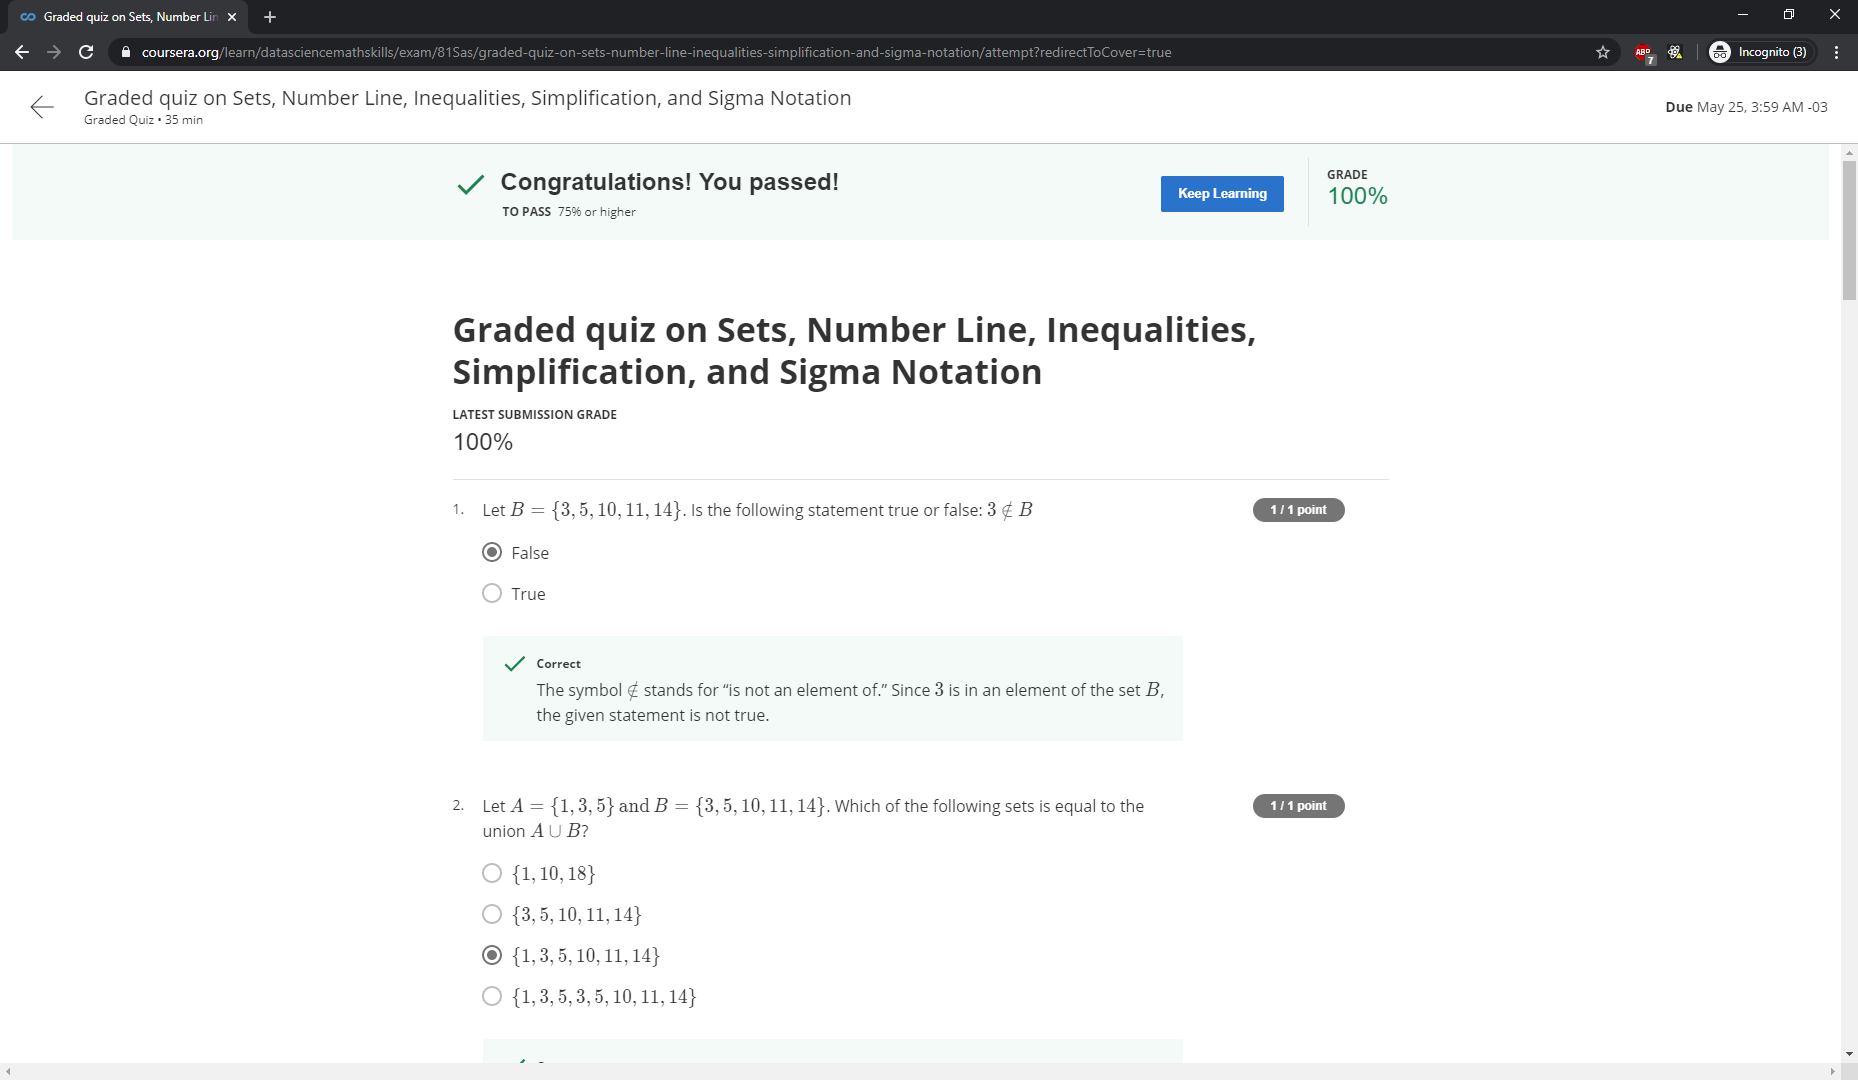 Graded quiz on Sets, Number Lin
coursera.org/learn/datasciencemathskills/exam/81Sas/graded-quiz-on-sets-number-line-inequalities-simplification-and-sigma-notation/attempt?redirectToCover=true
ABP
7
Incognito (3)
Graded quiz on Sets, Number Line, Inequalities, Simplification, and Sigma Notation
Graded Quiz • 35 min
Due May 25, 3:59 AM -03
Congratulations! You passed!
TO PASS 75% or higher
Keep Learning
GRADE
100%
Graded quiz on Sets, Number Line, Inequalities,
Simplification, and Sigma Notation
LATEST SUBMISSION GRADE
100%
1. Let B = {3, 5, 10, 11, 14}. Is the following statement true or false: 3 ∉ B
1 / 1 point
False
True
Correct
The symbol ∉ stands for “is not an element of.” Since 3 is in an element of the set B,
the given statement is not true.
2. Let A = {1, 3, 5} and B = {3, 5, 10, 11, 14}. Which of the following sets is equal to the
union A ∪ B?
1 / 1 point
{1, 10, 18}
{3, 5, 10, 11, 14}
{1, 3, 5, 10, 11, 14}
{1, 3, 5, 3, 5, 10, 11, 14}